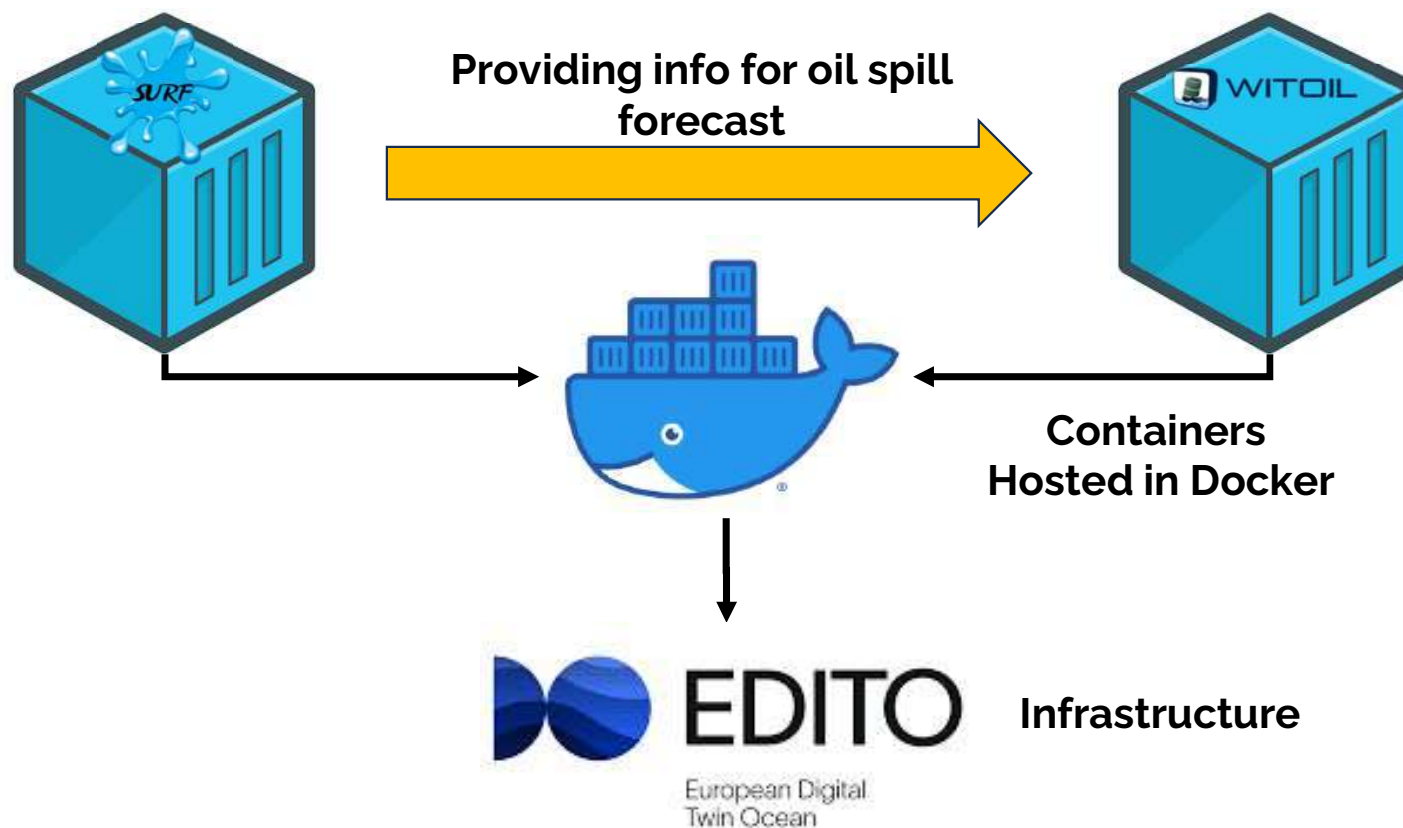 SURF
Providing info for oil spill
forecast
WITOIL
®
Containers
Hosted in Docker
EDITO
Infrastructure
European Digital
Twin Ocean